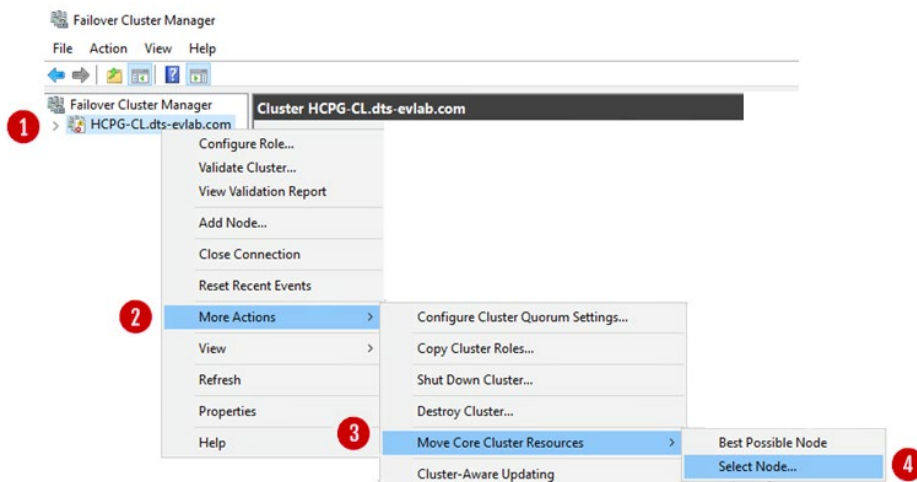 Failover Cluster Manager
File Action View Help
Failover Cluster Manager
Cluster HCPG-CL.dts-evlab.com
1
HCPG-CL.dts-evlab.com
Configure Role...
Validate Cluster...
View Validation Report
Add Node...
Close Connection
Reset Recent Events
2
More Actions
View
Refresh
Properties
Help
Configure Cluster Quorum Settings...
Copy Cluster Roles...
Shut Down Cluster...
Destroy Cluster...
3
Move Core Cluster Resources
Cluster-Aware Updating
Best Possible Node
Select Node...
4